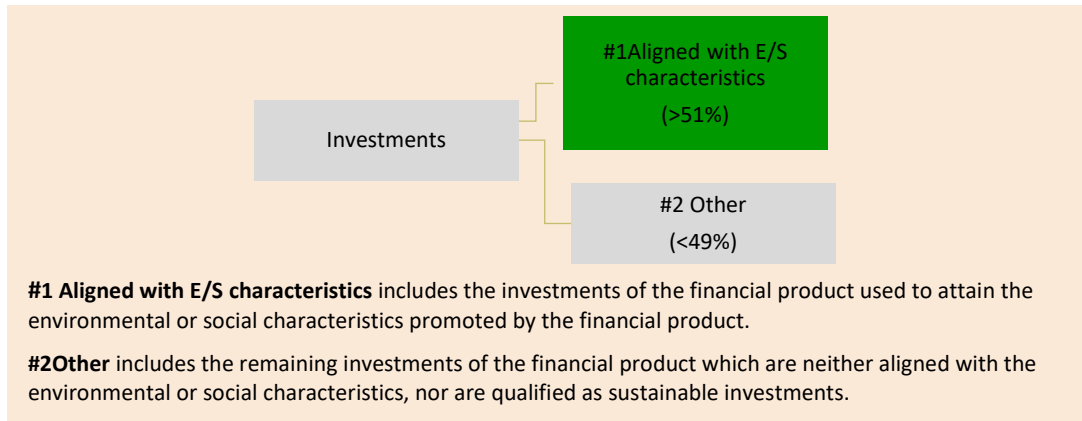 #1Aligned with E/S
characteristics
(>51%)
Investments
#2 Other
(<49%)
#1 Aligned with E/S characteristics includes the investments of the financial product used to attain the
environmental or social characteristics promoted by the financial product.
#2Other includes the remaining investments of the financial product which are neither aligned with the
environmental or social characteristics, nor are qualified as sustainable investments.